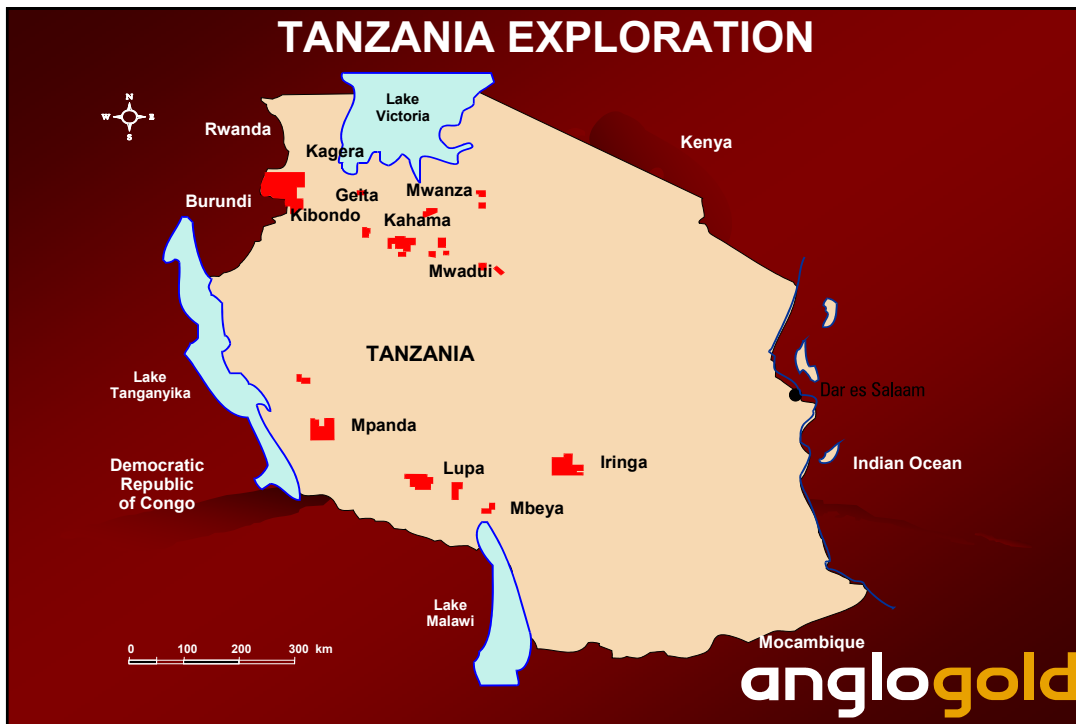 TANZANIA EXPLORATION
N
W E
S
Lake
Victoria
Rwanda
Kenya
Kagera
Geita
Mwanza
Burundi
Kibondo
Kahama
Mwadui
TANZANIA
Lake
Tanganyika
Dar es Salaam
Mpanda
Democratic
Republic
of Congo
Lupa
Iringa
Indian Ocean
Mbeya
Lake
Malawi
Mocambique
0 100 200 300 km
anglogold